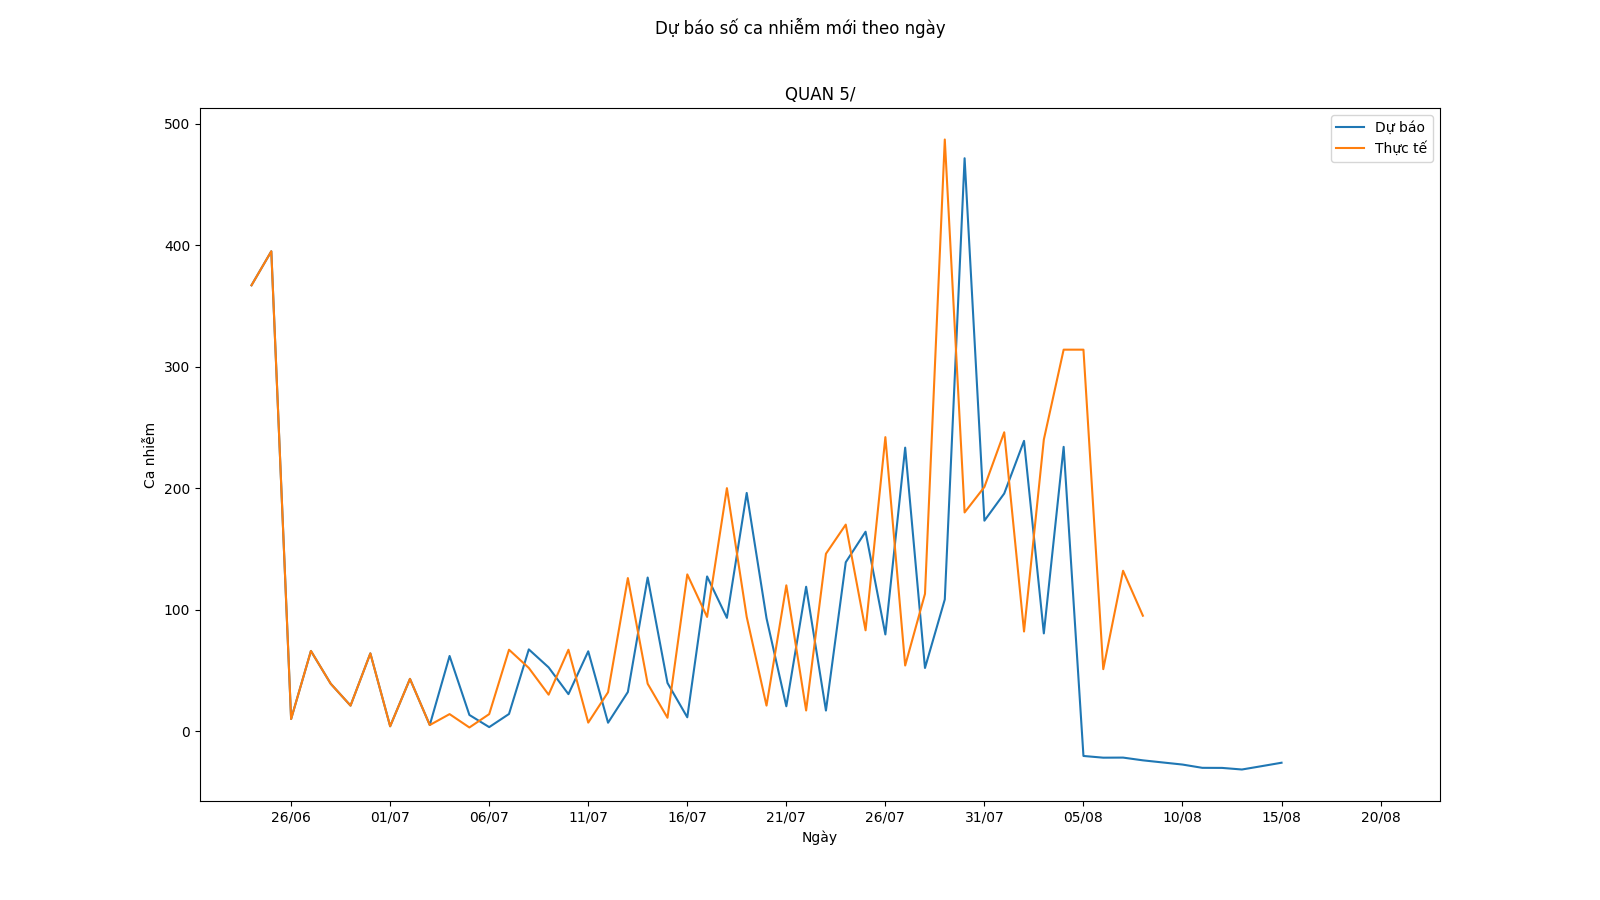 Dự báo số ca nhiễm mới theo ngày
QUAN 5/
Dự báo
Thực tế
500
400
300
200
100
0
Ca nhiễm
26/06 01/07 06/07 11/07 16/07 21/07 26/07 31/07 05/08 10/08 15/08 20/08
Ngày